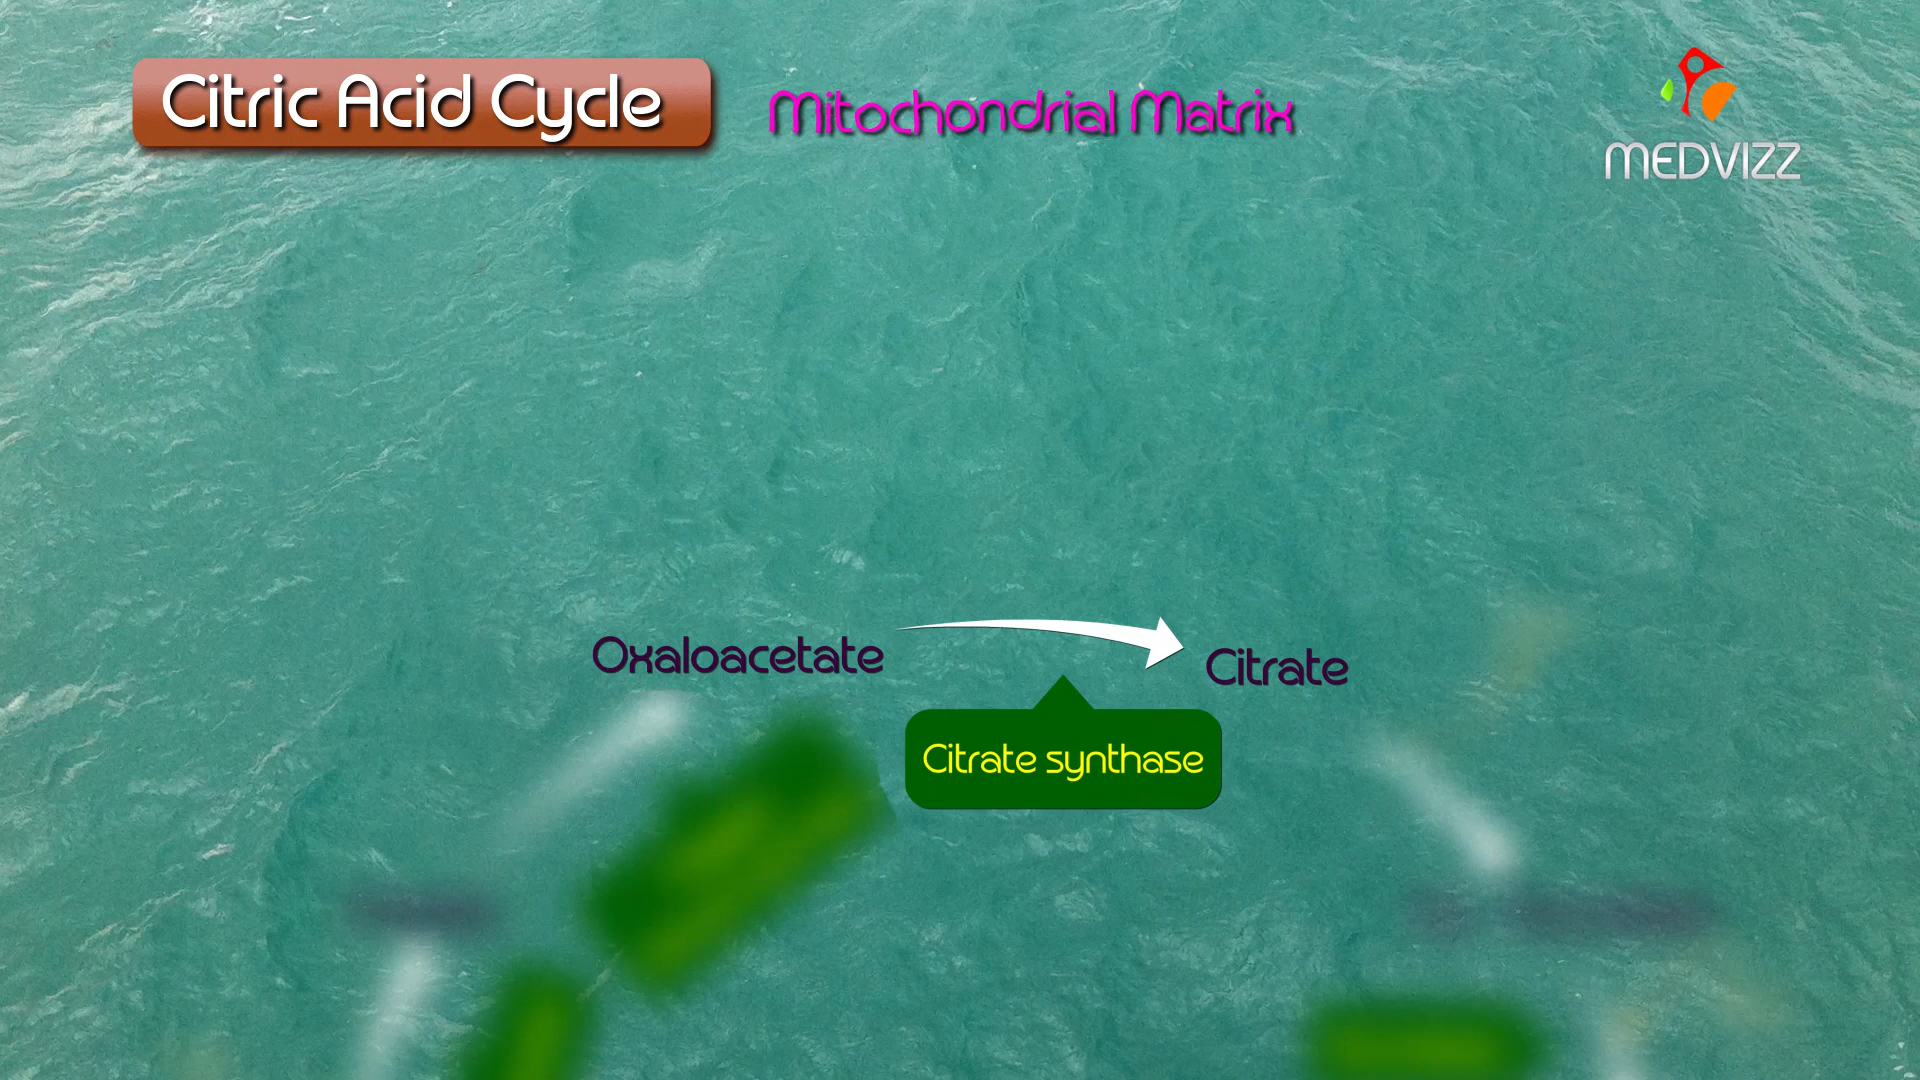 Citric Acid Cycle
Mitochondrial Matrix
MEDVIZZ
Oxaloacetate
Citrate
Citrate synthase